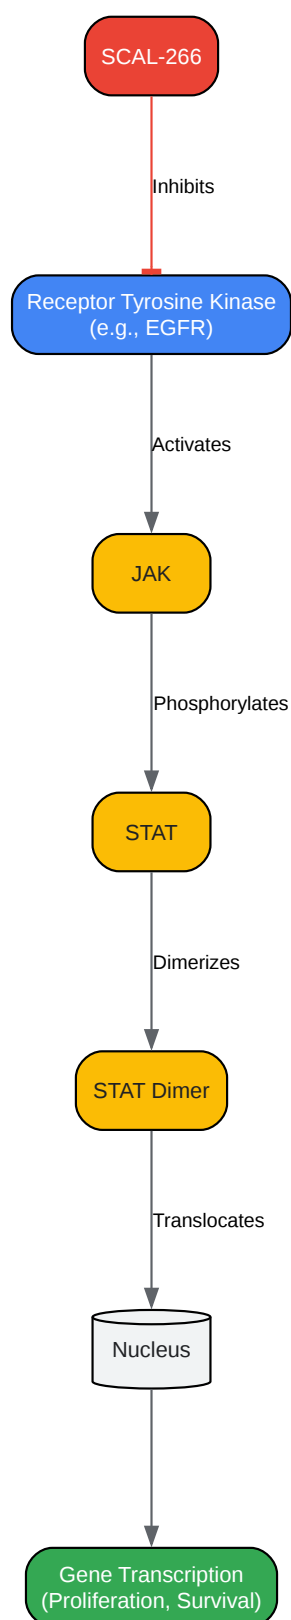 SCAL-266
Inhibits
Receptor Tyrosine Kinase
(e.g., EGFR)
Activates
JAK
Phosphorylates
STAT
Dimerizes
STAT Dimer
Translocates
Nucleus
Gene Transcription
(Proliferation, Survival)